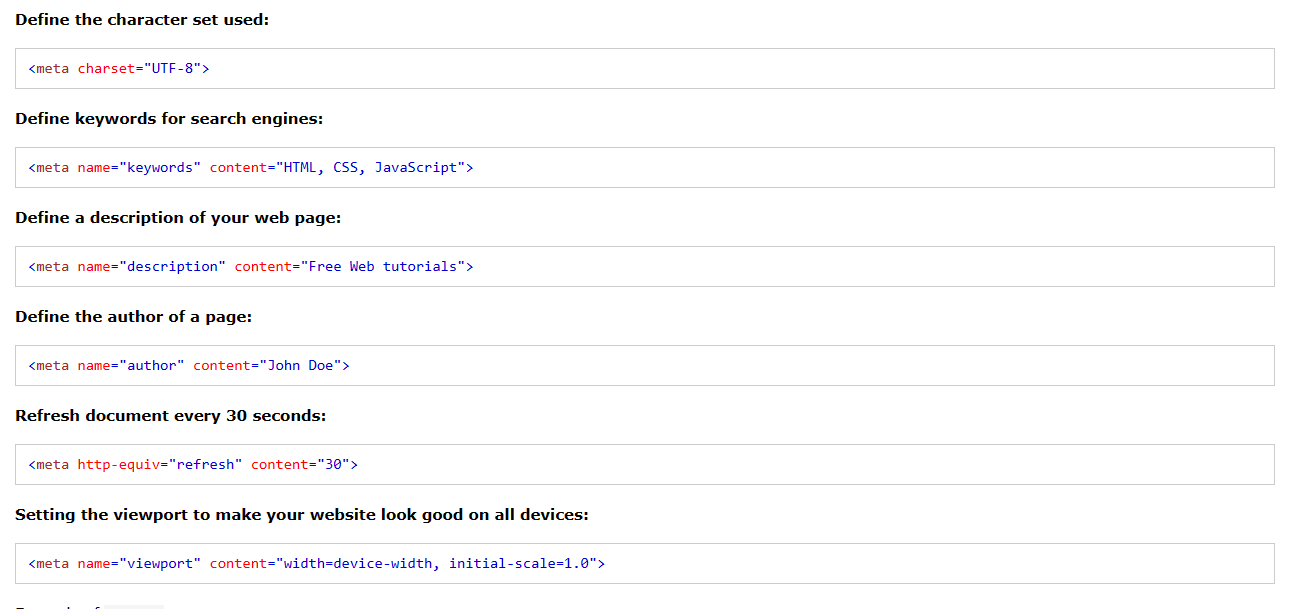 Define the character set used:
<meta charset="UTF-8">
Define keywords for search engines:
<meta name="keywords" content="HTML, CSS, JavaScript">
Define a description of your web page:
<meta name="description" content="Free Web tutorials">
Define the author of a page:
<meta name="author" content="John Doe">
Refresh document every 30 seconds:
<meta http-equiv="refresh" content="30">
Setting the viewport to make your website look good on all devices:
<meta name="viewport" content="width=device-width, initial-scale=1.0">